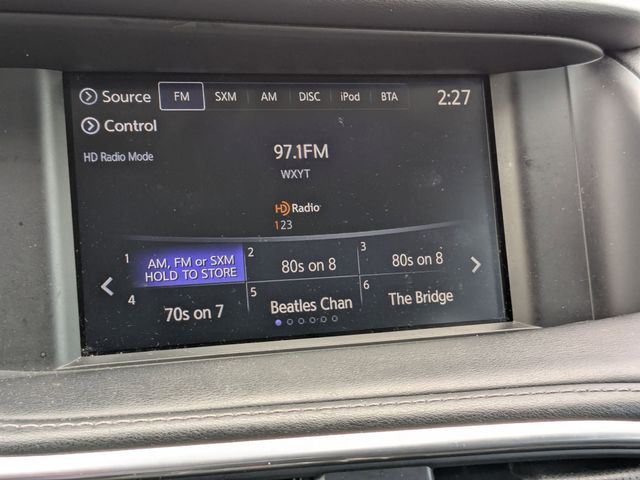 Source FM SXM AM DISC iPod BTA 2:27
Control
HD Radio Mode
97.1FM
WXYT
HD Radio
123
1 AM, FM or SXM HOLD TO STORE
2 80s on 8
3 80s on 8
4 70s on 7
5 Beatles Chan
6 The Bridge